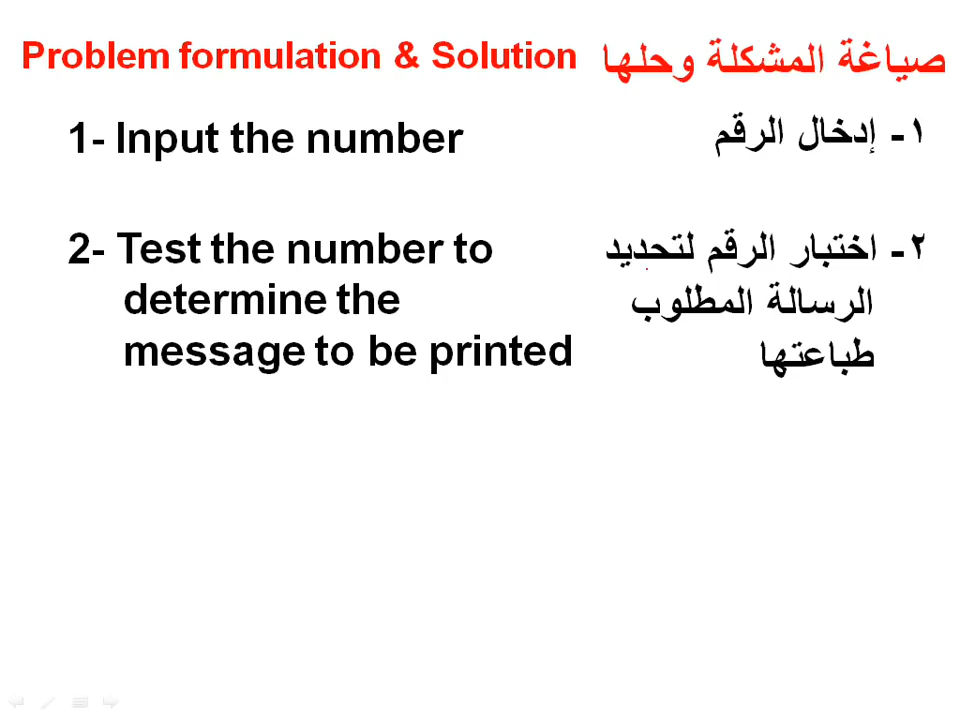 Problem formulation & Solution صياغة المشكلة وحلها
1- Input the number
١- إدخال الرقم
2- Test the number to
determine the
message to be printed
٢- اختبار الرقم لتحديد
الرسالة المطلوب
طباعتها